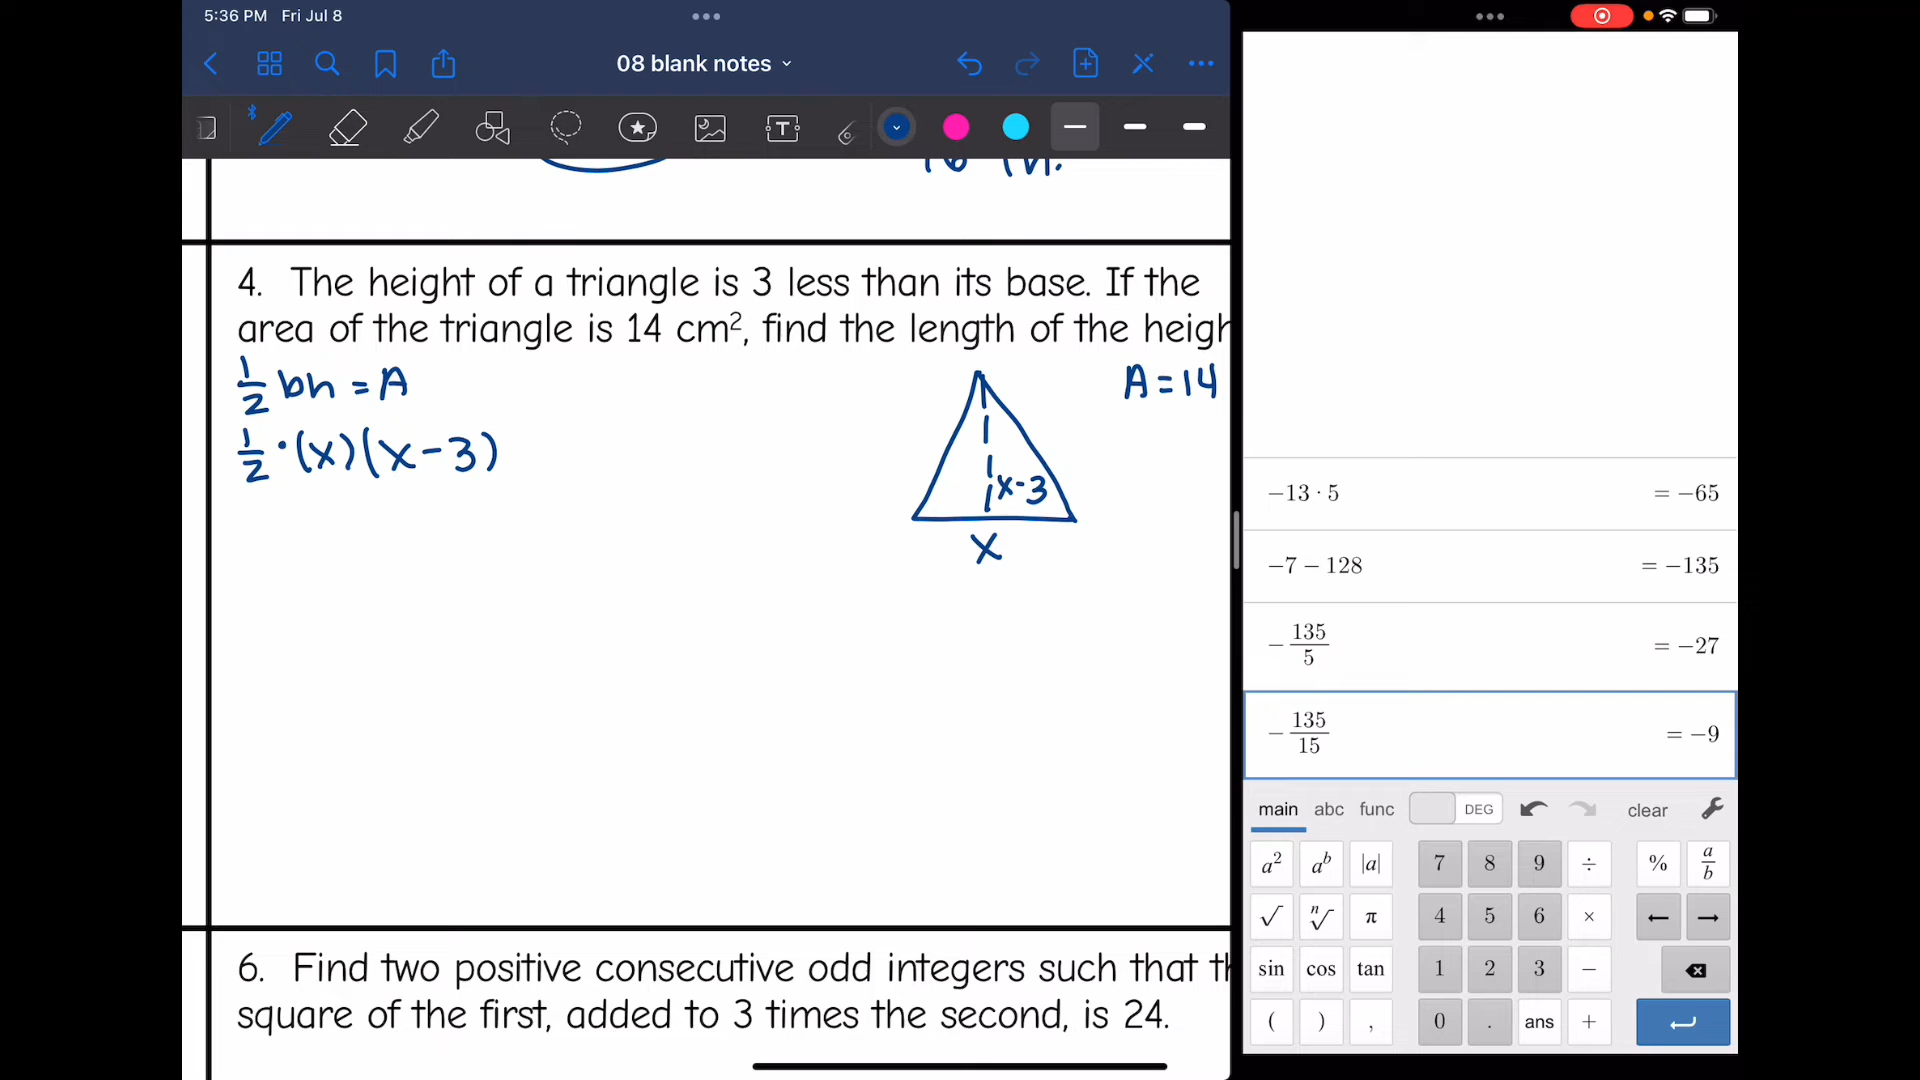 5:36 PM Fri Jul 8
08 blank notes
T
4. The height of a triangle is 3 less than its base. If the
area of the triangle is 14 cm², find the length of the heigh
1/2 bh = A
A = 14
1/2 · (x)(x - 3)
x-3
x
6. Find two positive consecutive odd integers such that th
square of the first, added to 3 times the second, is 24.
−13 · 5 = −65
−7 − 128 = −135
− 135/5 = −27
− 135/15 = −9
main abc func DEG clear
a² aᵇ |a| 7 8 9 ÷ % a/b
√ ⁿ√ π 4 5 6 × ← →
sin cos tan 1 2 3 −
( ) , 0 . ans +